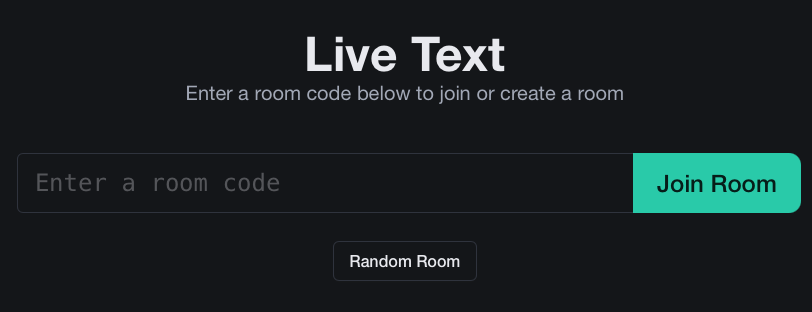 Live Text
Enter a room code below to join or create a room
Enter a room code
Join Room
Random Room